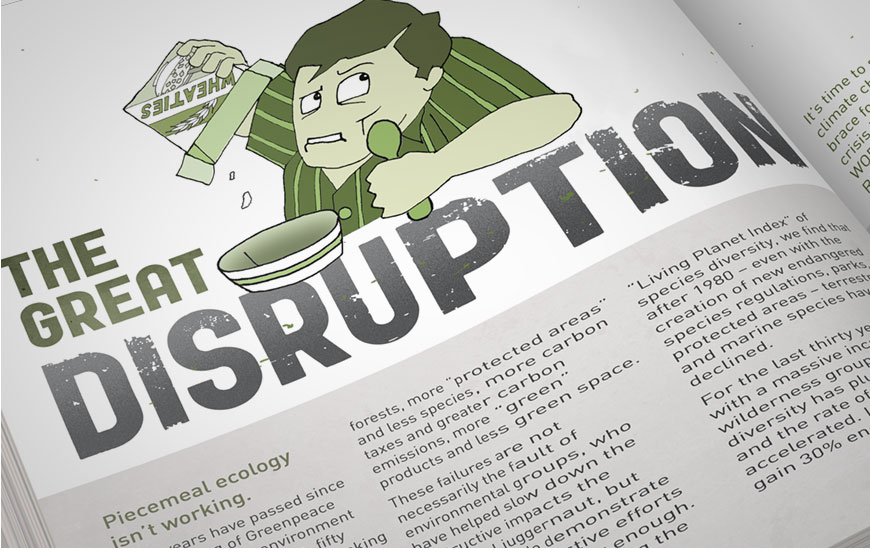 WHEATIES
THE
GREAT
DISRUPTION
Piecemeal ecology
isn't working.
years have passed since
of Greenpeace
environment
fifty
forests, more "protected areas"
and less species, more carbon
taxes and greater carbon
emissions, more "green"
products and less green space.
These failures are not
necessarily the fault of
environmental groups, who
have helped slow down the
impacts the
juggernaut, but
demonstrate
efforts
enough.
the
"Living Planet Index" of
species diversity, we find that
after 1980 – even with the
creation of new endangered
species regulations, parks,
protected areas – terrest
and marine species hav
declined.
For the last thirty ye
with a massive inc
wilderness group
diversity has plu
and the rate of
accelerated. I
gain 30% en
It's time to
climate ch
brace fo
crisis,